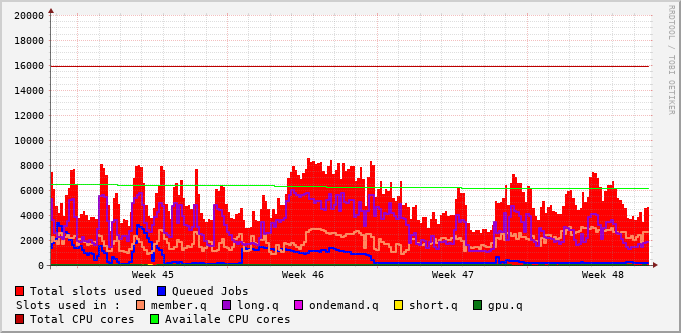 RRDTOOL / TOBI OETIKER
20000
18000
16000
14000
12000
10000
8000
6000
4000
2000
0
Week 45 Week 46 Week 47 Week 48
Total slots used Queued Jobs
Slots used in : member.q long.q ondemand.q short.q gpu.q
Total CPU cores Availale CPU cores